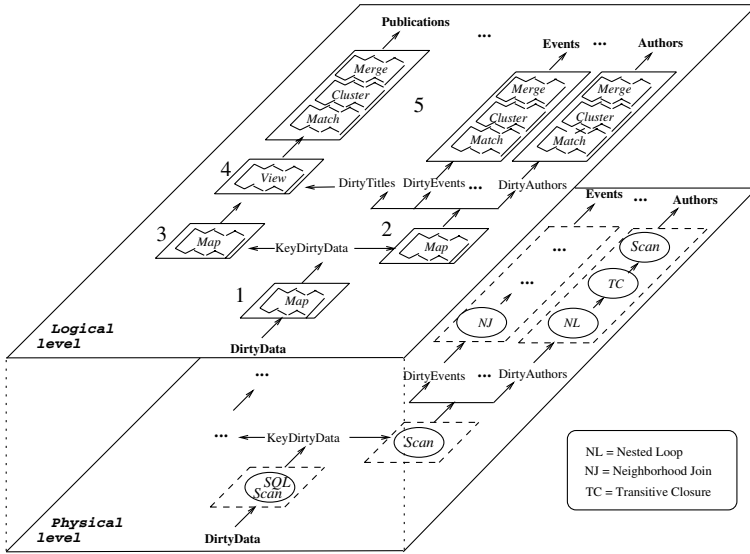 Publications
...
Events ... Authors
Merge
Cluster
Match
5
Merge
Cluster
Match
Merge
Cluster
Match
4
View
DirtyTitles DirtyEvents ... DirtyAuthors
Events ... Authors
3
Map
KeyDirtyData
2
Map
...
Scan
1
Map
...
TC
NJ
NL
Logical
level
DirtyData
...
DirtyEvents ... DirtyAuthors
... KeyDirtyData
Scan
SQL
Scan
NL = Nested Loop
NJ = Neighborhood Join
TC = Transitive Closure
Physical
level
DirtyData